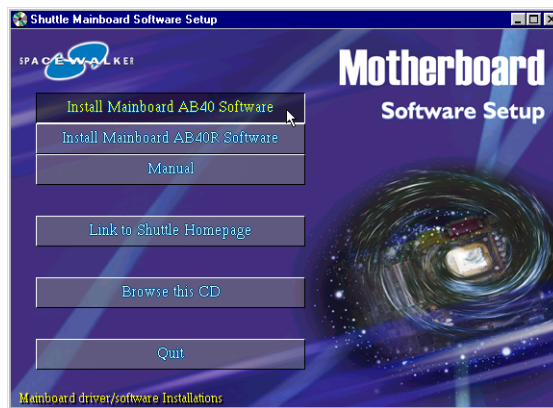 Shuttle Mainboard Software Setup
SPACEWALKER
Motherboard
Software Setup
Install Mainboard AB40 Software
Install Mainboard AB40R Software
Manual
Link to Shuttle Homepage
Browse this CD
Quit
Mainboard driver/software Installations